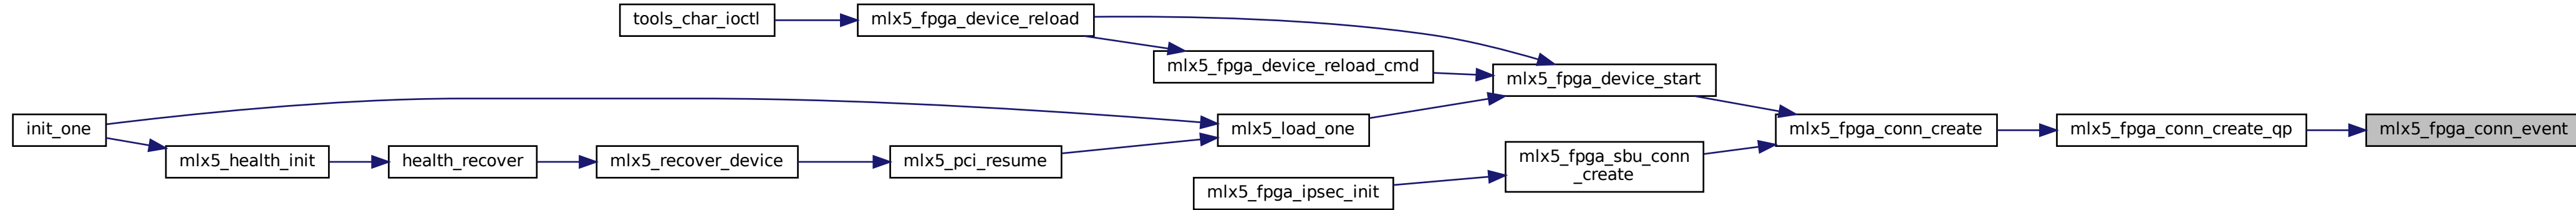 tools_char_ioctl
mlx5_fpga_device_reload
mlx5_fpga_device_reload_cmd
mlx5_fpga_device_start
init_one
mlx5_load_one
mlx5_fpga_conn_create
mlx5_fpga_conn_create_qp
mlx5_fpga_conn_event
mlx5_health_init
health_recover
mlx5_recover_device
mlx5_pci_resume
mlx5_fpga_sbu_conn
_create
mlx5_fpga_ipsec_init